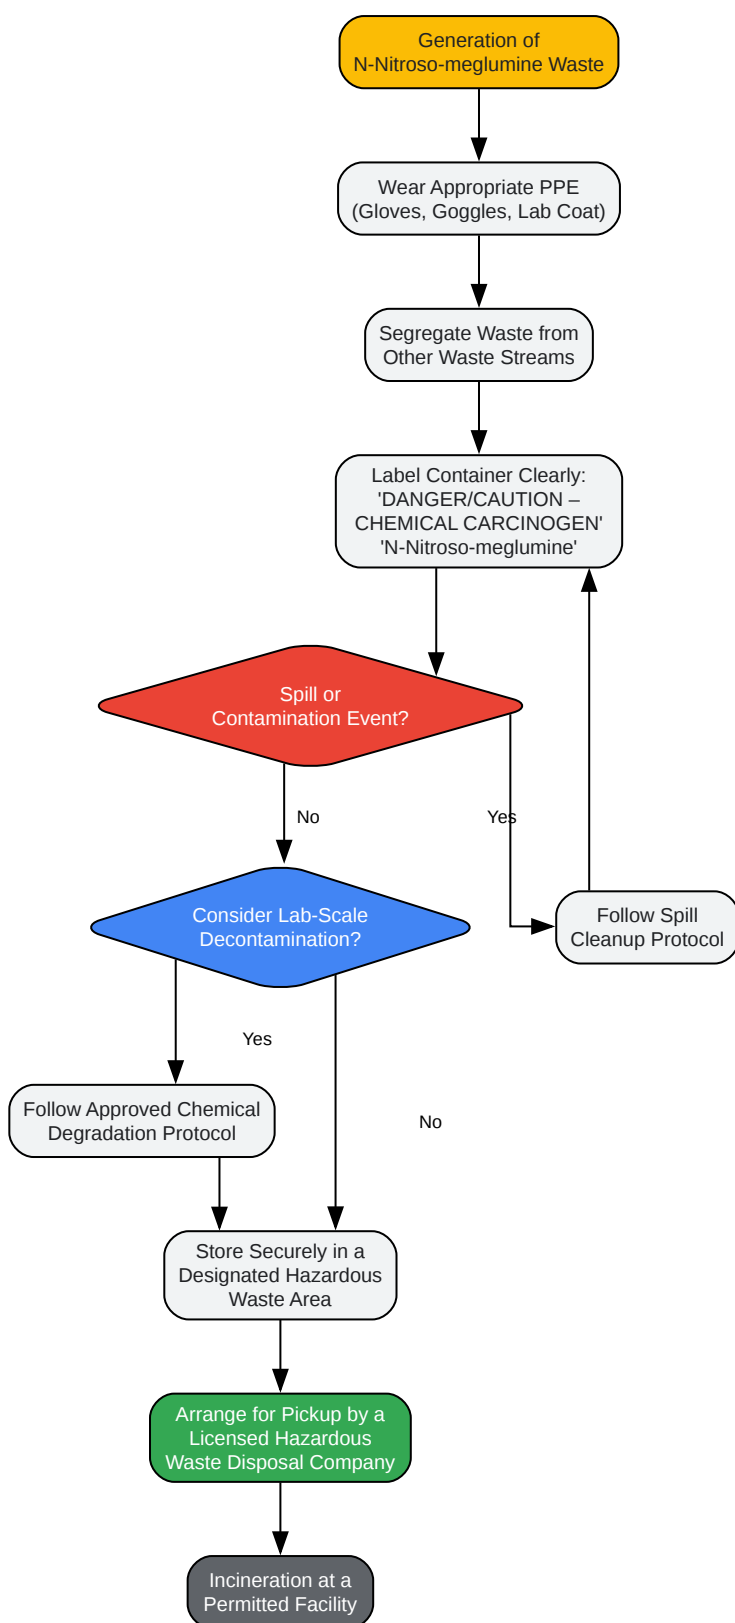 Generation of
N-Nitroso-meglumine Waste
Wear Appropriate PPE
(Gloves, Goggles, Lab Coat)
Segregate Waste from
Other Waste Streams
Label Container Clearly:
'DANGER/CAUTION –
CHEMICAL CARCINOGEN'
'N-Nitroso-meglumine'
Spill or
Contamination Event?
No
Yes
Consider Lab-Scale
Decontamination?
Follow Spill
Cleanup Protocol
Yes
No
Follow Approved Chemical
Degradation Protocol
Store Securely in a
Designated Hazardous
Waste Area
Arrange for Pickup by a
Licensed Hazardous
Waste Disposal Company
Incineration at a
Permitted Facility